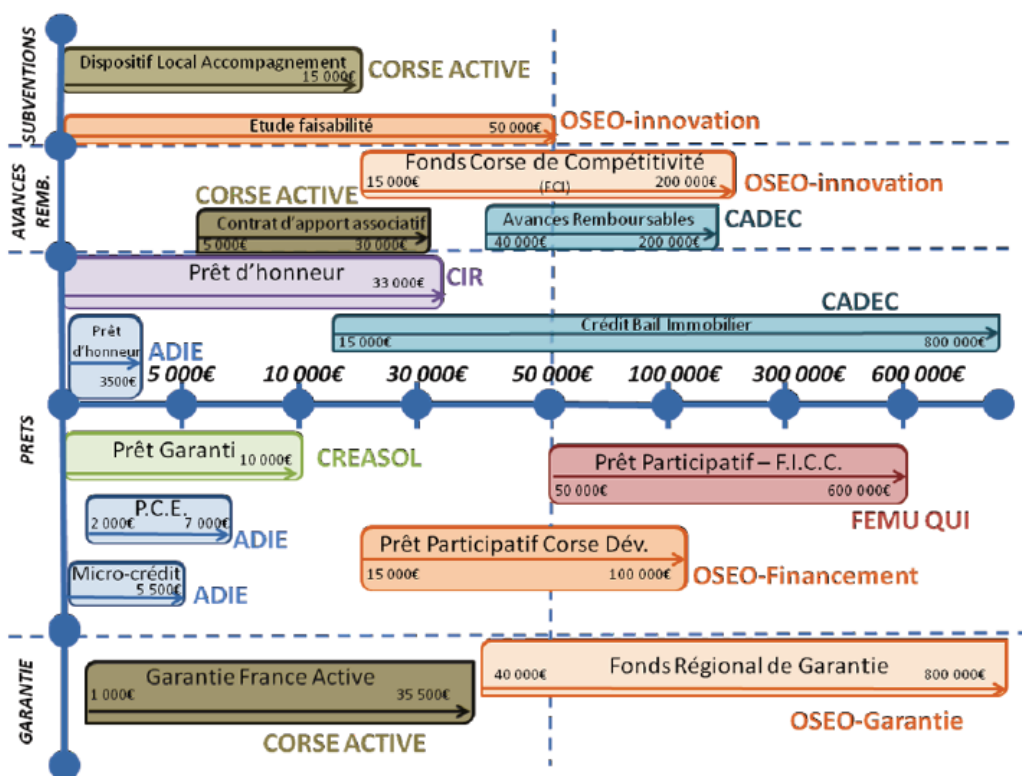 SUBVENTIONS
Dispositif Local Accompagnement
15 000€
CORSE ACTIVE
Etude faisabilité
50 000€
OSEO-innovation
AVANCES
REMB.
Fonds Corse de Compétitivité
(FCI)
15 000€
200 000€
OSEO-innovation
CORSE ACTIVE
Contrat d'apport associatif
5 000€
30 000€
Avances Remboursables
40 000€
200 000€
CADEC
PRETS
Prêt d'honneur
33 000€
CIR
CADEC
Crédit Bail Immobilier
15 000€
800 000€
Prêt
d'honneur
3500€
ADIE
5 000€ 10 000€ 30 000€ 50 000€ 100 000€ 300 000€ 600 000€
Prêt Garanti
10 000€
CREASOL
Prêt Participatif – F.I.C.C.
50 000€
600 000€
FEMU QUI
P.C.E.
2 000€
7 000€
ADIE
Prêt Participatif Corse Dév.
15 000€
100 000€
OSEO-Financement
Micro-crédit
5 500€
ADIE
GARANTIE
Garantie France Active
1 000€
35 500€
CORSE ACTIVE
Fonds Régional de Garantie
40 000€
800 000€
OSEO-Garantie